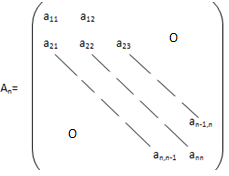 a₁₁ a₁₂
a₂₁ a₂₂ a₂₃ O
Aₙ=
aₙ₋₁,ₙ
O
aₙ,ₙ₋₁ aₙₙ